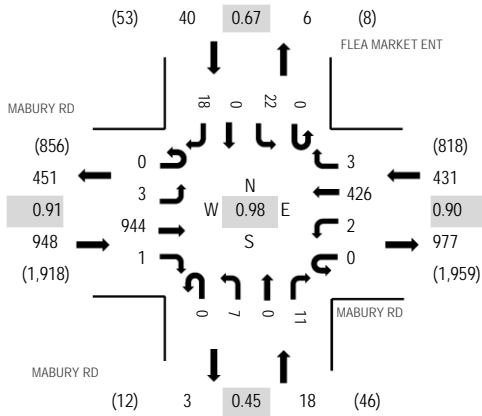 (53) 40 0.67 6 (8)
FLEA MARKET ENT
MABURY RD
18 0 22 0
(856) 0 3 (818)
451 3 N 426 431
0.91 W 0.98 E 0.90
948 944 S 2 977
(1,918) 1 0 (1,959)
0 7 0 11
MABURY RD
MABURY RD
(12) 3 0.45 18 (46)